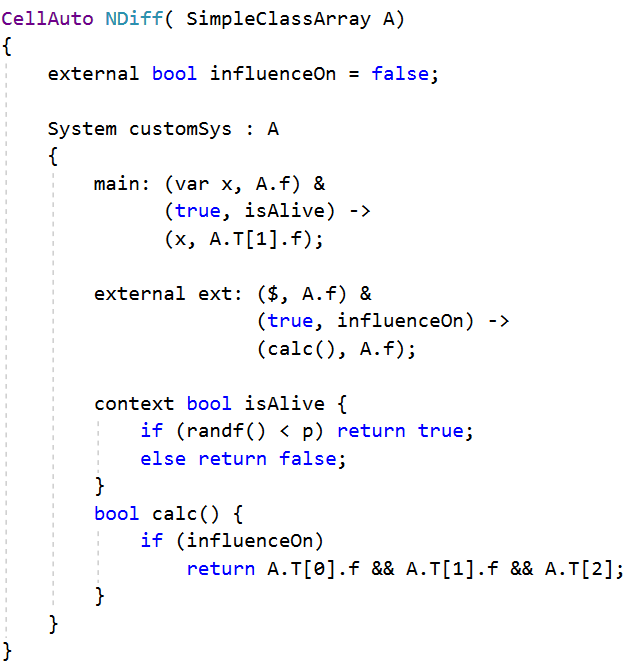 CellAuto NDiff( SimpleClassArray A)
{
external bool influenceOn = false;
System customSys : A
{
main: (var x, A.f) &
(true, isAlive) ->
(x, A.T[1].f);
external ext: ($, A.f) &
(true, influenceOn) ->
(calc(), A.f);
context bool isAlive {
if (randf() < p) return true;
else return false;
}
bool calc() {
if (influenceOn)
return A.T[0].f && A.T[1].f && A.T[2];
}
}
}